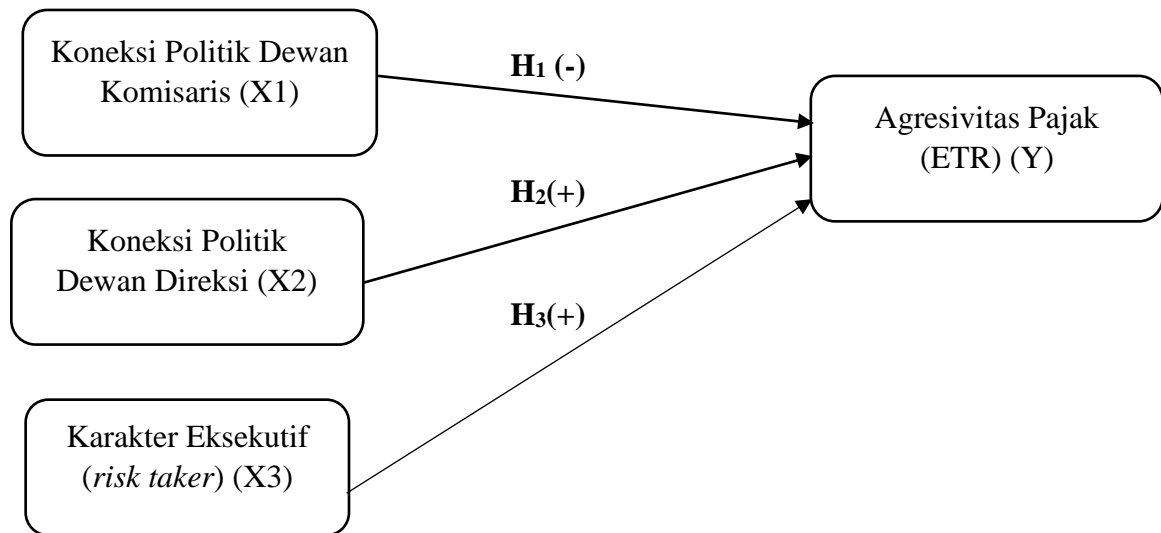 Koneksi Politik Dewan
Komisaris (X1)
H1 (-)
Agresivitas Pajak
(ETR) (Y)
H2(+)
Koneksi Politik
Dewan Direksi (X2)
H3(+)
Karakter Eksekutif
(risk taker) (X3)